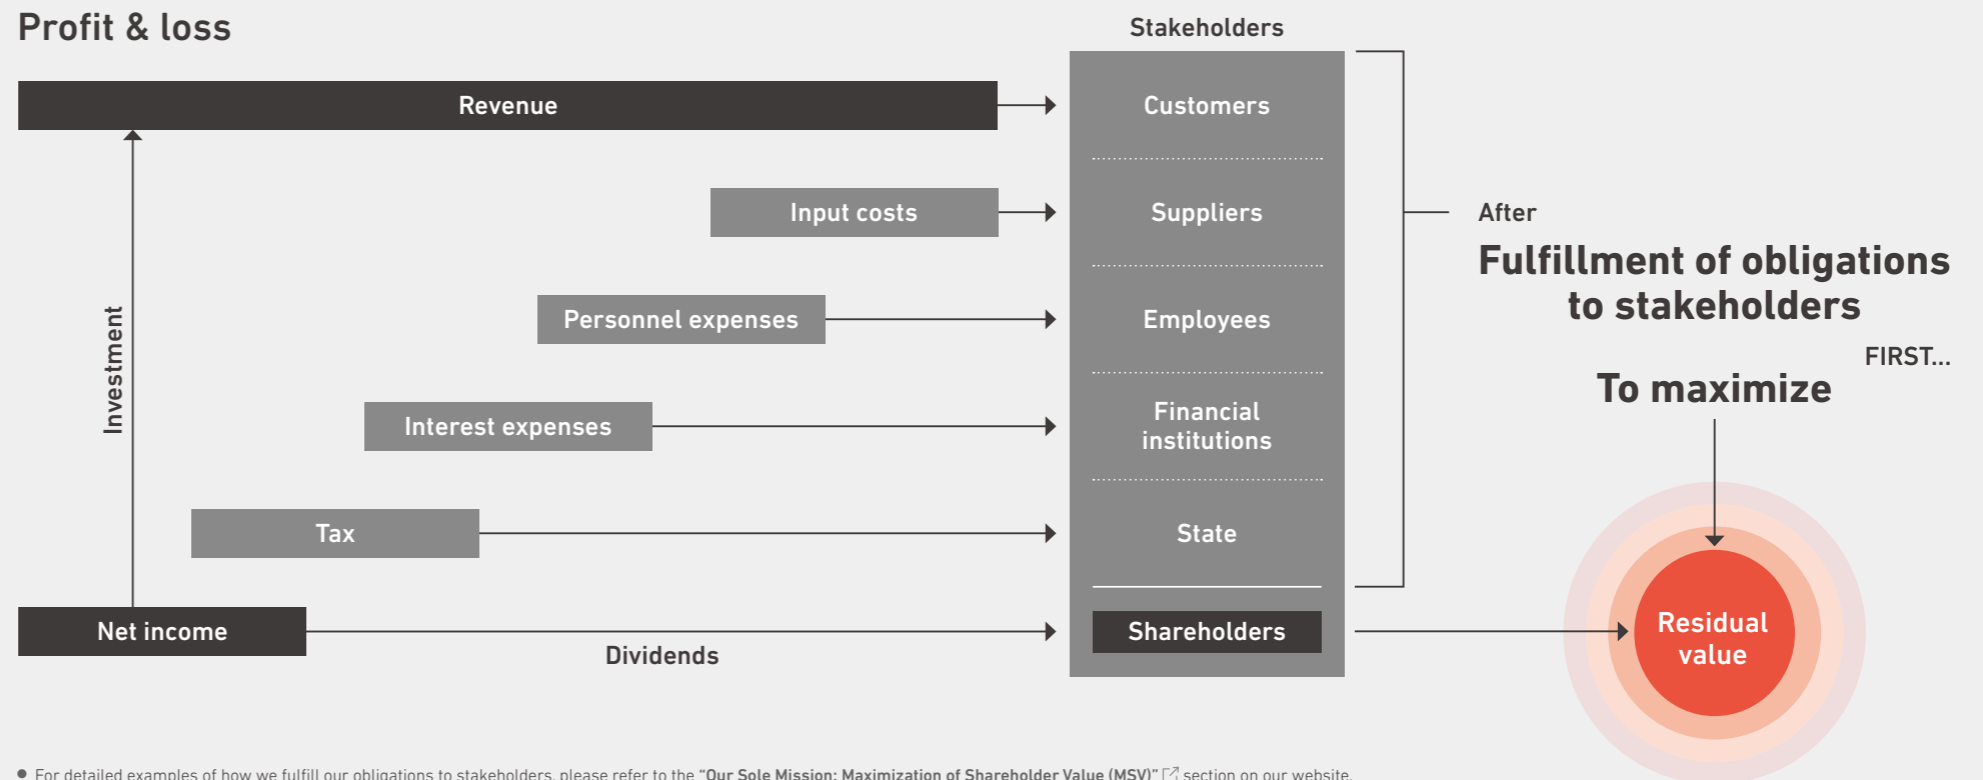 Profit & loss
Stakeholders
Revenue
Customers
Input costs
Suppliers
After
Fulfillment of obligations
to stakeholders
FIRST...
To maximize
Personnel expenses
Employees
Investment
Interest expenses
Financial
institutions
Tax
State
Net income
Dividends
Shareholders
Residual
value
● For detailed examples of how we fulfill our obligations to stakeholders, please refer to the "Our Sole Mission: Maximization of Shareholder Value (MSV)" section on our website.